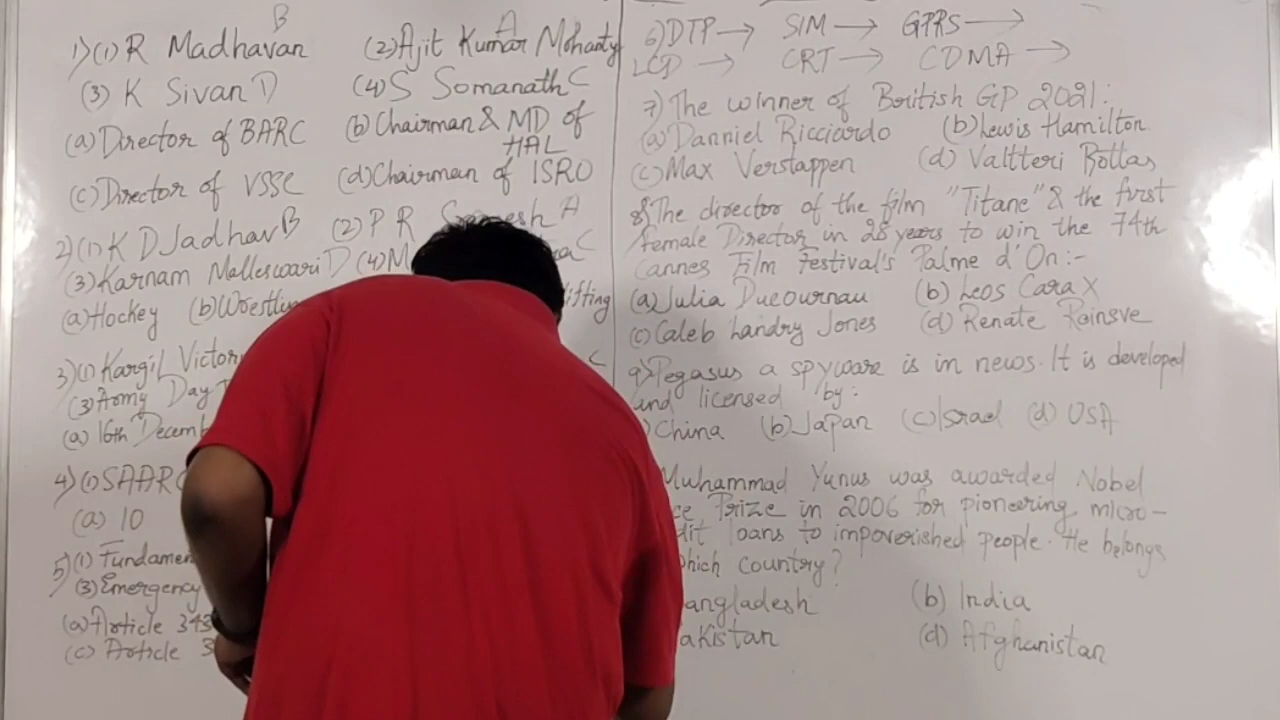 B
1)(1) R Madhavan (2) Ajit Kumar Mohanty A
(3) K Sivan D (4) S Somanath C
(a) Director of BARC (b) Chairman & MD of
HAL
(c) Director of VSSC (d) Chairman of ISRO
2)(1) K D Jadhav B (2) P R A
(3) Karnam Malleswari D (4) M C
(a) Hockey (b) ifting
3)(1) Kargil C
(3) Army Day
(a) 16th
4)(1) SAARC
(a) 10
5)(1)
(3) Emergency
(a) Article 343
(c) Article 3
6) DTP → SIM → GPRS →
LCD → CRT → CDMA →
7) The winner of British GP 2021:
(a) Danniel Ricciardo (b) Lewis Hamilton
(c) Max Verstappen (d) Valtteri Bottas
8) The director of the film "Titane" & the first
female Director in 28 years to win the 74th
Cannes Film Festival's Palme d'On:-
(a) Julia Ducournau (b) Leos Carax
(c) Caleb Landry Jones (d) Renate Reinsve
9) Pegasus a spyware is in news. It is developed
and licensed by:
) China (b) Japan (c) Israel (d) USA
Muhammad Yunus was awarded Nobel
ce Prize in 2006 for pioneering micro-
dit loans to impoverished people. He belongs
hich country?
angladesh (b) India
akistan (d) Afghanistan